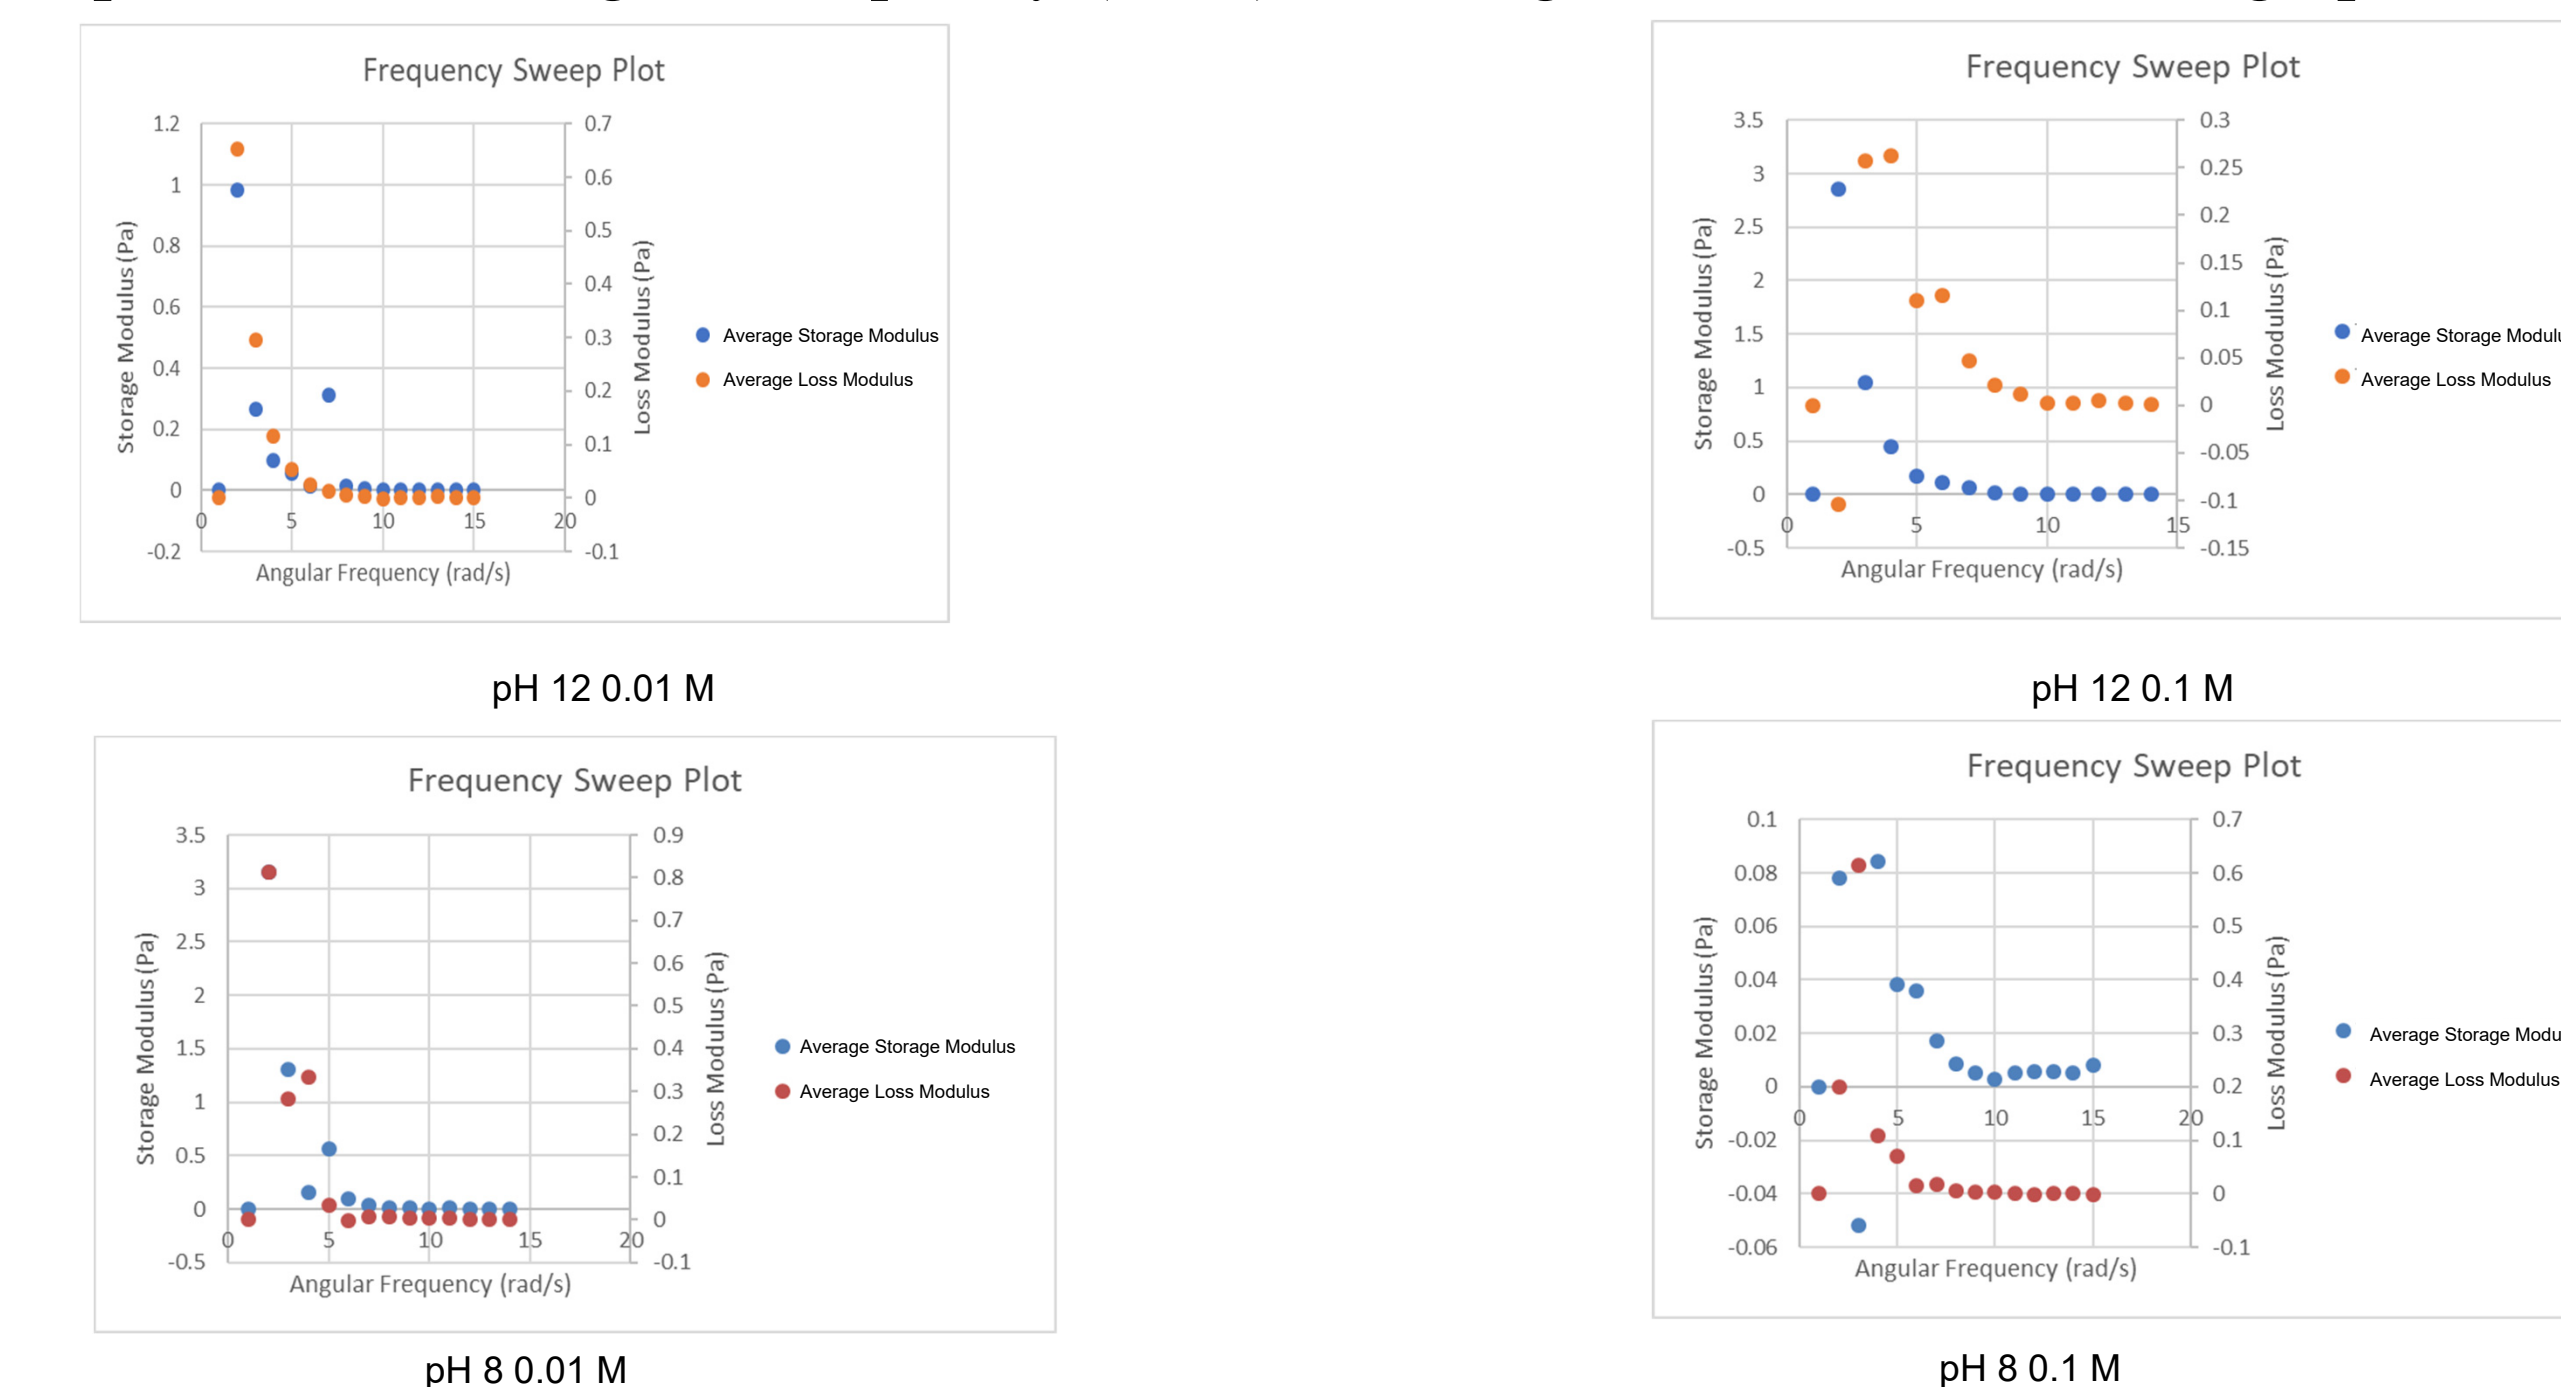 Frequency Sweep Plot
1.2
1
0.8
0.6
0.4
0.2
0
-0.2
0.7
0.6
0.5
0.4
0.3
0.2
0.1
0
-0.1
0 5 10 15 20
Storage Modulus (Pa)
Loss Modulus (Pa)
Angular Frequency (rad/s)
Average Storage Modulus
Average Loss Modulus
pH 12 0.01 M
Frequency Sweep Plot
3.5
3
2.5
2
1.5
1
0.5
0
-0.5
0.3
0.25
0.2
0.15
0.1
0.05
0
-0.05
-0.1
-0.15
0 5 10 15
Storage Modulus (Pa)
Loss Modulus (Pa)
Angular Frequency (rad/s)
Average Storage
Average Loss Modulus
pH 12 0.1 M
Frequency Sweep Plot
3.5
3
2.5
2
1.5
1
0.5
0
-0.5
0.9
0.8
0.7
0.6
0.5
0.4
0.3
0.2
0.1
0
-0.1
0 5 10 15 20
Storage Modulus (Pa)
Loss Modulus (Pa)
Angular Frequency (rad/s)
Average Storage Modulus
Average Loss Modulus
pH 8 0.01 M
Frequency Sweep Plot
0.1
0.08
0.06
0.04
0.02
0
-0.02
-0.04
-0.06
0.7
0.6
0.5
0.4
0.3
0.2
0.1
0
-0.1
0 5 10 15 20
Storage Modulus (Pa)
Loss Modulus (Pa)
Angular Frequency (rad/s)
Average Storage
Average Loss Modulus
pH 8 0.1 M